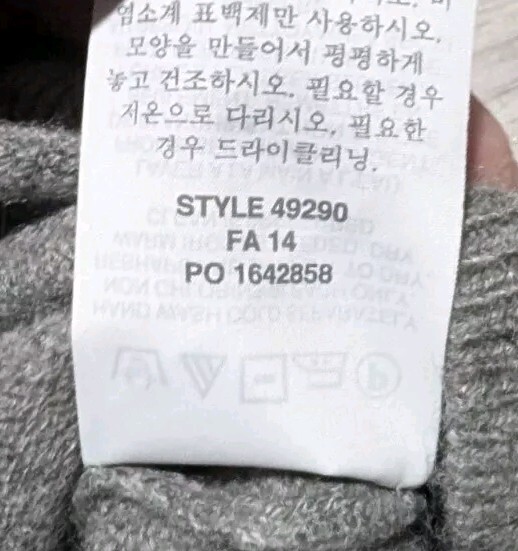 염소계 표백제만 사용하시오.
모양을 만들어서 평평하게
놓고 건조하시오. 필요할 경우
저온으로 다리시오. 필요한
경우 드라이클리닝.
STYLE 49290
FA 14
PO 1642858